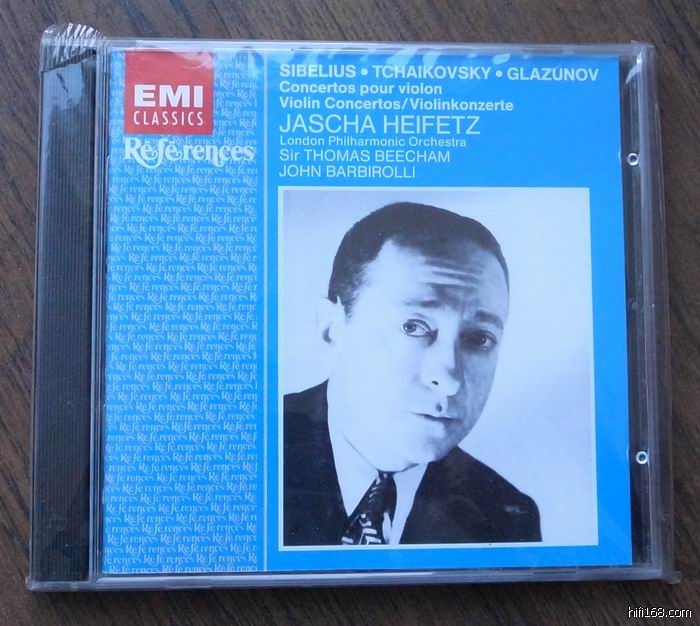 EMI
CLASSICS
Références
SIBELIUS • TCHAIKOVSKY • GLAZUNOV
Concertos pour violon
Violin Concertos/Violinkonzerte
JASCHA HEIFETZ
London Philharmonic Orchestra
Sir THOMAS BEECHAM
JOHN BARBIROLLI
hifi168.com